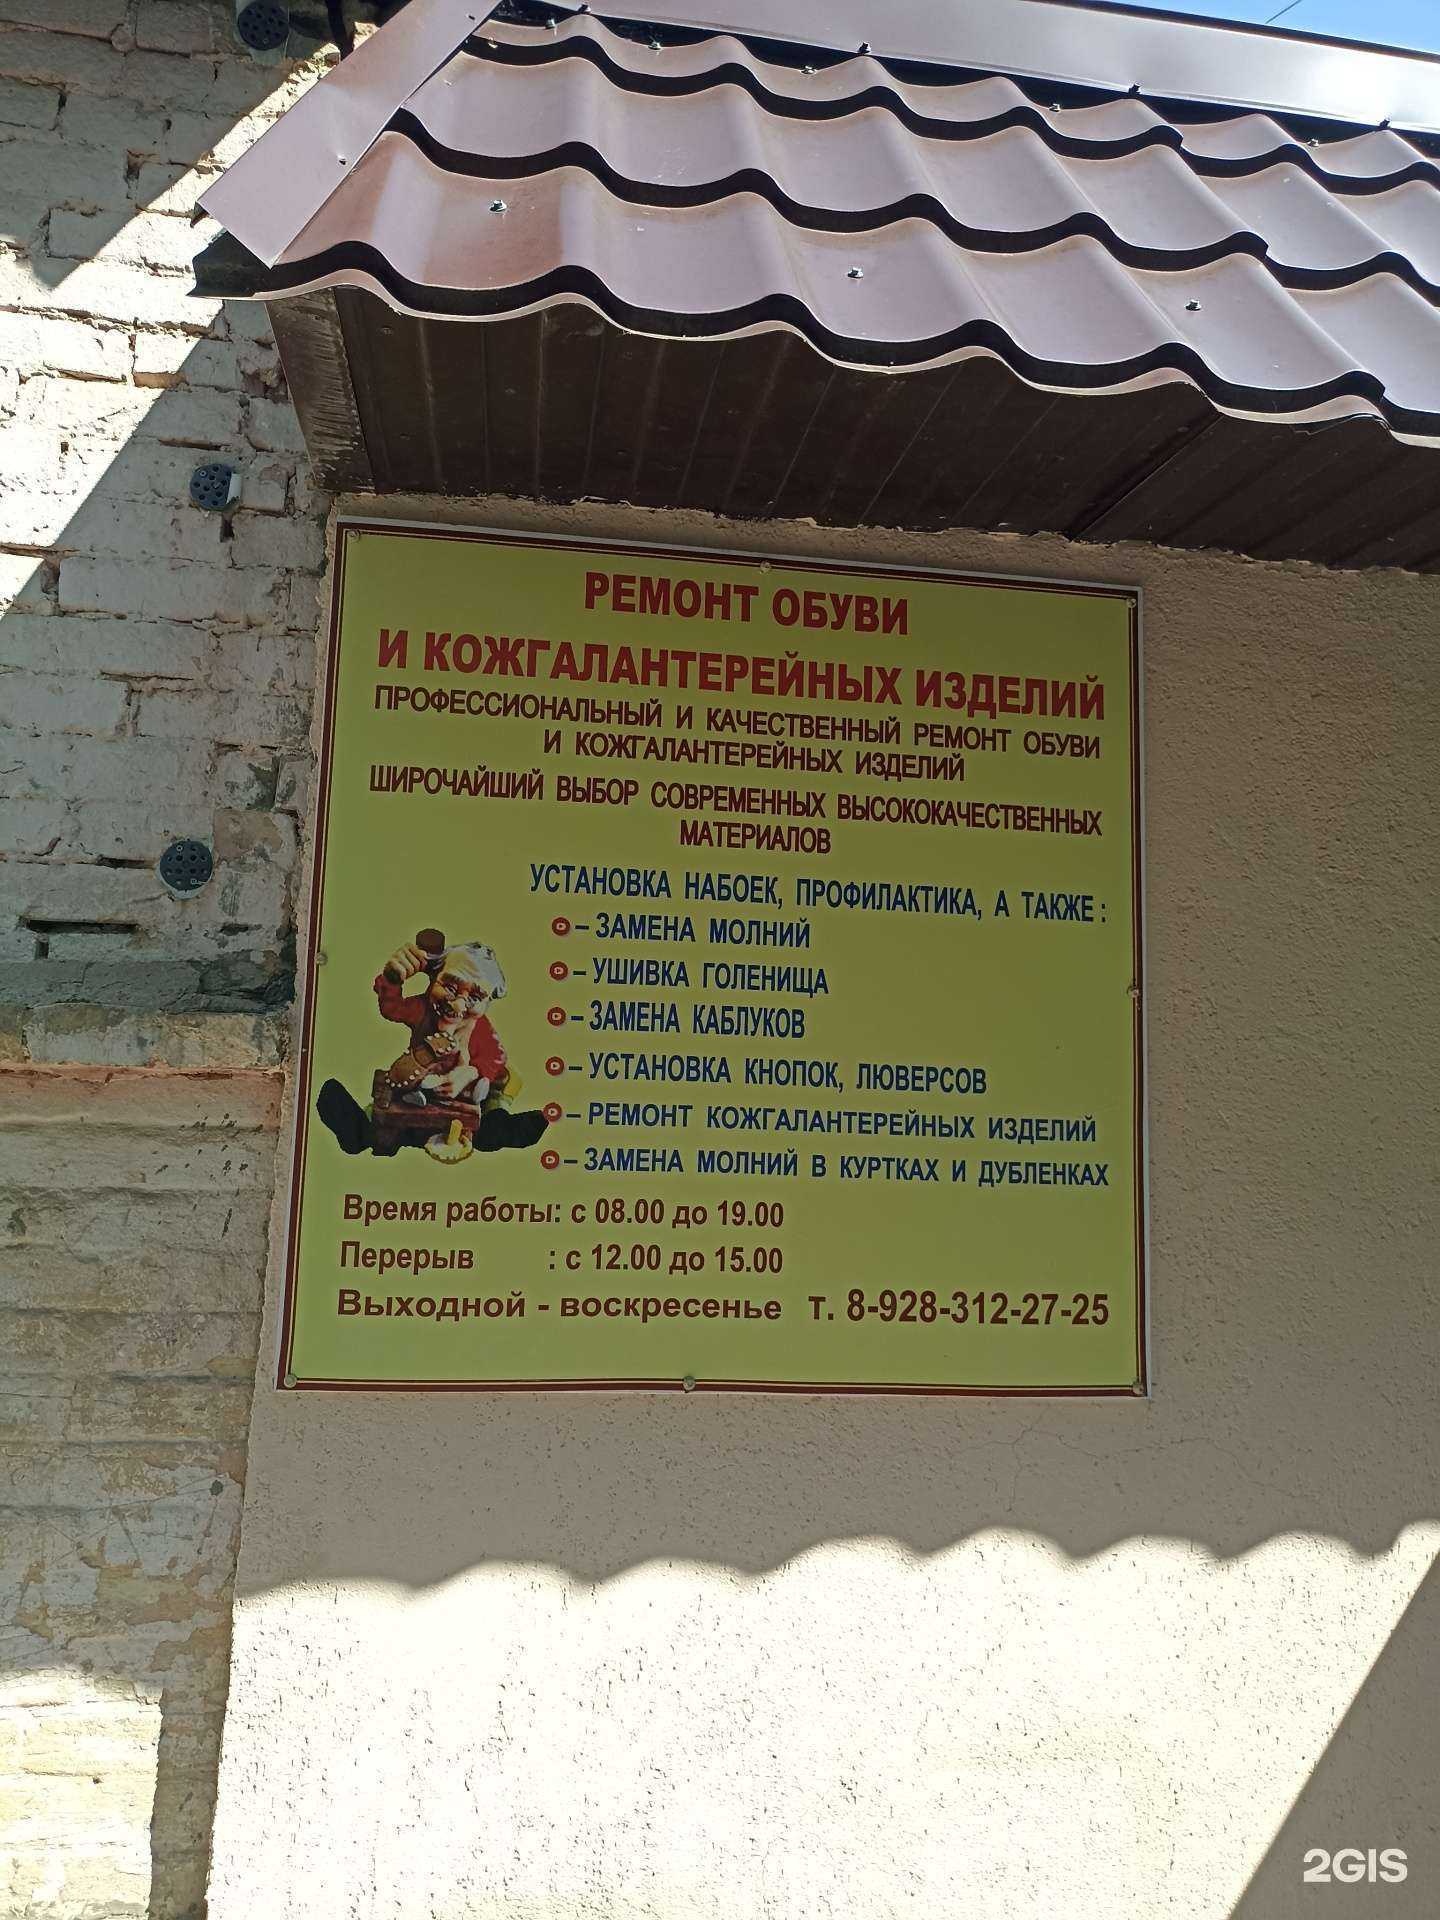 РЕМОНТ ОБУВИ
И КОЖГАЛАНТЕРЕЙНЫХ ИЗДЕЛИЙ
ПРОФЕССИОНАЛЬНЫЙ И КАЧЕСТВЕННЫЙ РЕМОНТ ОБУВИ
И КОЖГАЛАНТЕРЕЙНЫХ ИЗДЕЛИЙ
ШИРОЧАЙШИЙ ВЫБОР СОВРЕМЕННЫХ ВЫСОКОКАЧЕСТВЕННЫХ
МАТЕРИАЛОВ
УСТАНОВКА НАБОЕК, ПРОФИЛАКТИКА, А ТАКЖЕ :
– ЗАМЕНА МОЛНИЙ
– УШИВКА ГОЛЕНИЩА
– ЗАМЕНА КАБЛУКОВ
– УСТАНОВКА КНОПОК, ЛЮВЕРСОВ
– РЕМОНТ КОЖГАЛАНТЕРЕЙНЫХ ИЗДЕЛИЙ
– ЗАМЕНА МОЛНИЙ В КУРТКАХ И ДУБЛЕНКАХ
Время работы: с 08.00 до 19.00
Перерыв : с 12.00 до 15.00
Выходной - воскресенье т. 8-928-312-27-25
2GIS